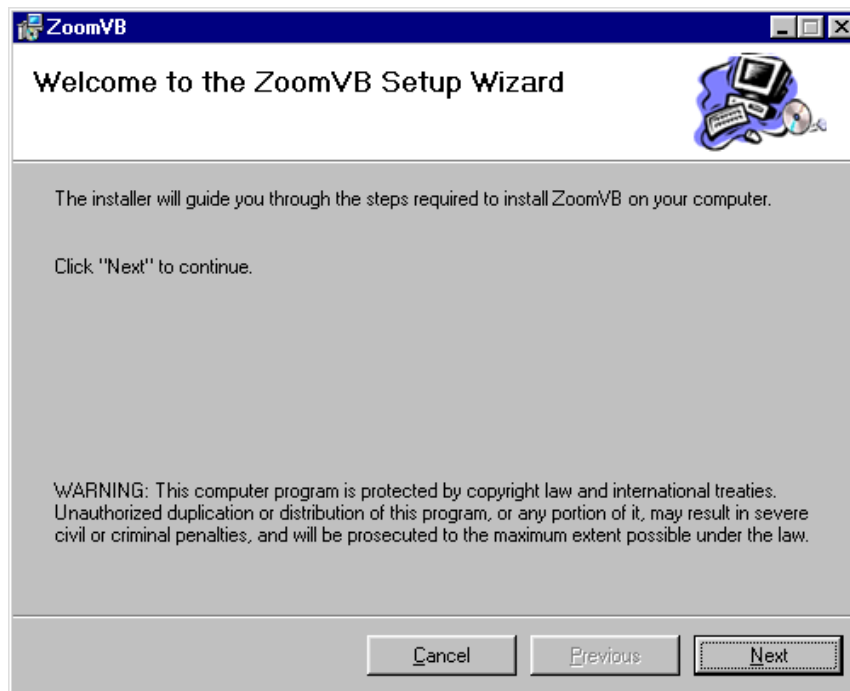 ZoomVB
Welcome to the ZoomVB Setup Wizard
The installer will guide you through the steps required to install ZoomVB on your computer.
Click "Next" to continue.
WARNING: This computer program is protected by copyright law and international treaties.
Unauthorized duplication or distribution of this program, or any portion of it, may result in severe
civil or criminal penalties, and will be prosecuted to the maximum extent possible under the law.
Cancel Previous Next